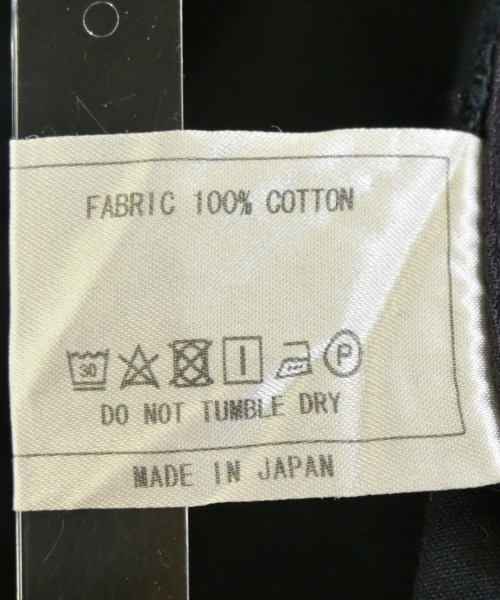 FABRIC 100% COTTON
30 P
DO NOT TUMBLE DRY
MADE IN JAPAN